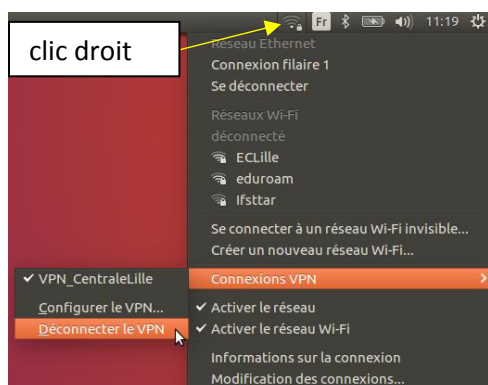 Fr 11:19
clic droit
Réseau Ethernet
Connexion filaire 1
Se déconnecter
Réseaux Wi-Fi
déconnecté
ECLille
eduroam
Ifsttar
Se connecter à un réseau Wi-Fi invisible...
Créer un nouveau réseau Wi-Fi...
Connexions VPN
VPN_CentraleLille
Configurer le VPN...
Déconnecter le VPN
Activer le réseau
Activer le réseau Wi-Fi
Informations sur la connexion
Modification des connexions...